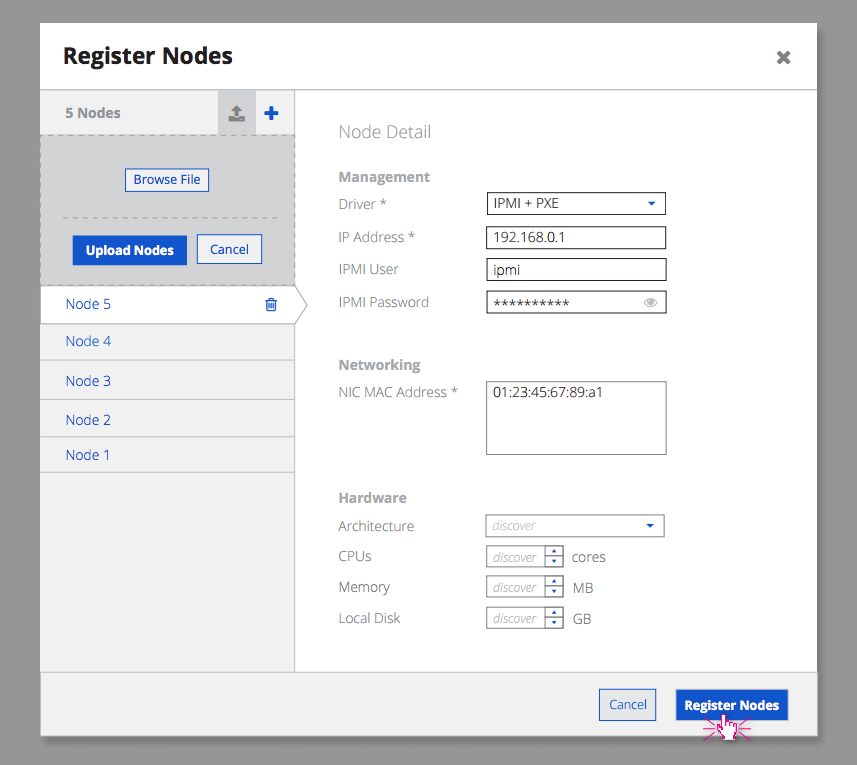 Register Nodes
5 Nodes
Browse File
Upload Nodes Cancel
Node 5
Node 4
Node 3
Node 2
Node 1
Node Detail
Management
Driver * IPMI + PXE
IP Address * 192.168.0.1
IPMI User ipmi
IPMI Password **********
Networking
NIC MAC Address * 01:23:45:67:89:a1
Hardware
Architecture discover
CPUs discover cores
Memory discover MB
Local Disk discover GB
Cancel Register Nodes